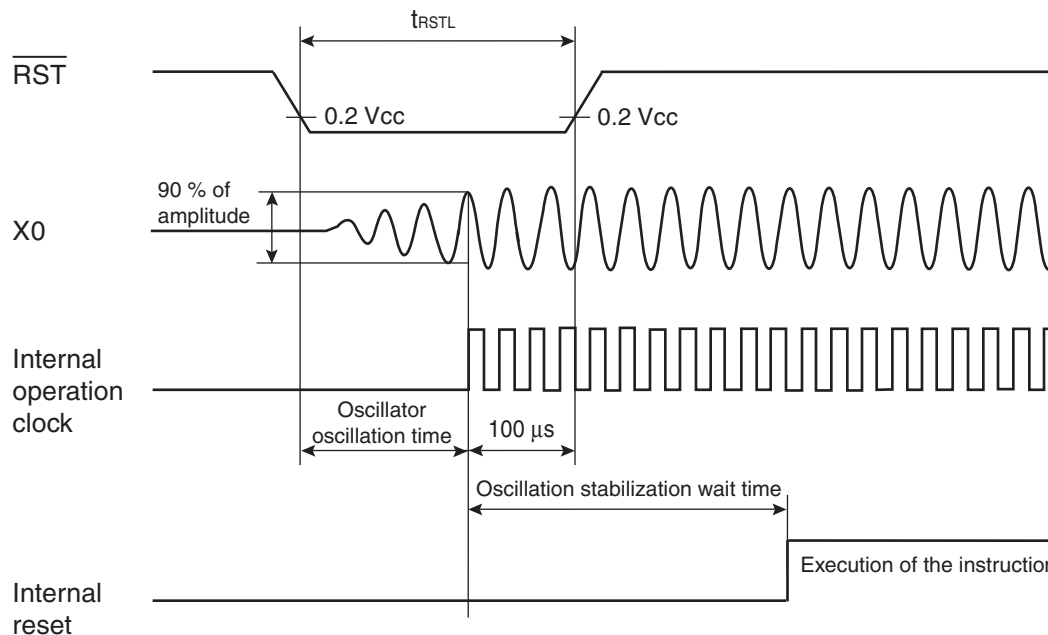 tRSTL
RST
0.2 Vcc
0.2 Vcc
90 % of
amplitude
X0
Internal
operation
clock
Oscillator
oscillation time
100 μs
Oscillation stabilization wait time
Execution of the instruction
Internal
reset